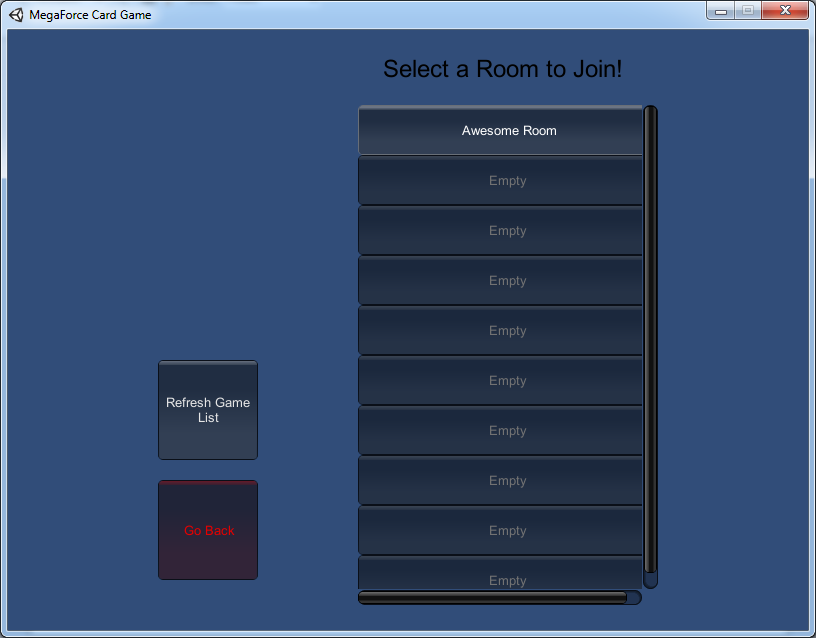 MegaForce Card Game
Select a Room to Join!
Awesome Room
Empty
Empty
Empty
Empty
Empty
Empty
Empty
Empty
Empty
Refresh Game
List
Go Back